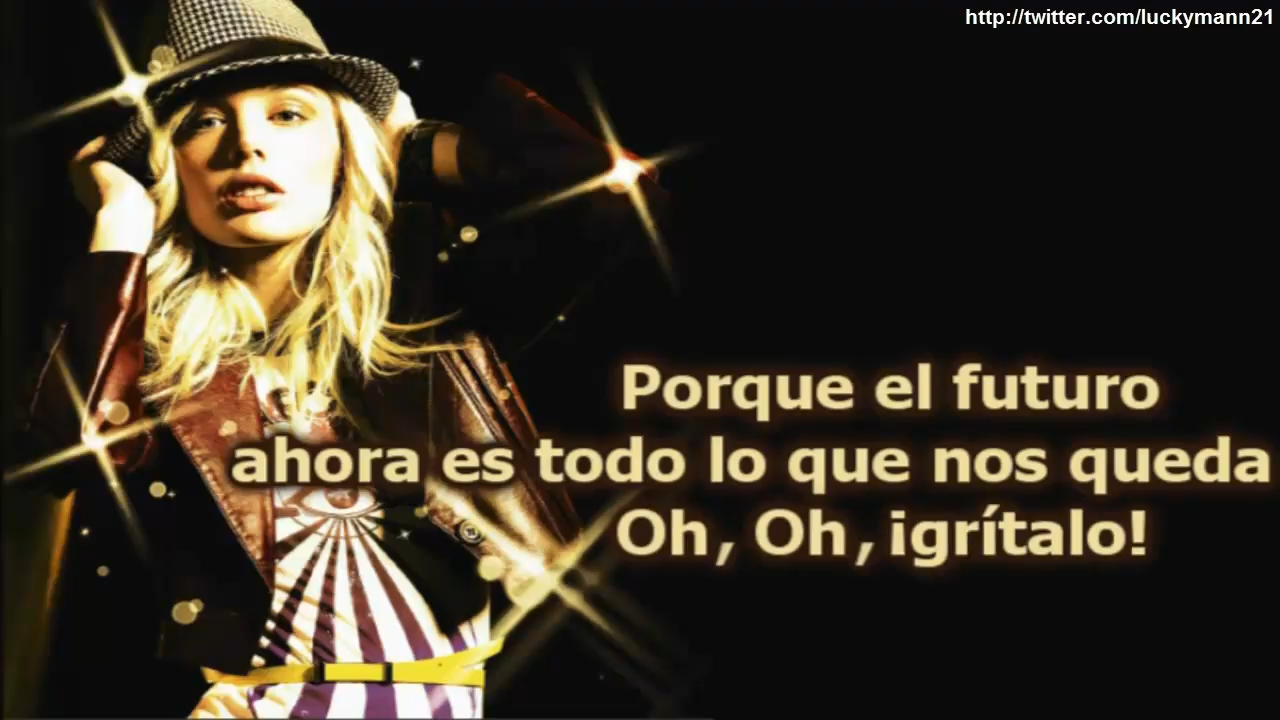 http://twitter.com/luckymann21
Porque el futuro
ahora es todo lo que nos queda
Oh, Oh, ¡grítalo!